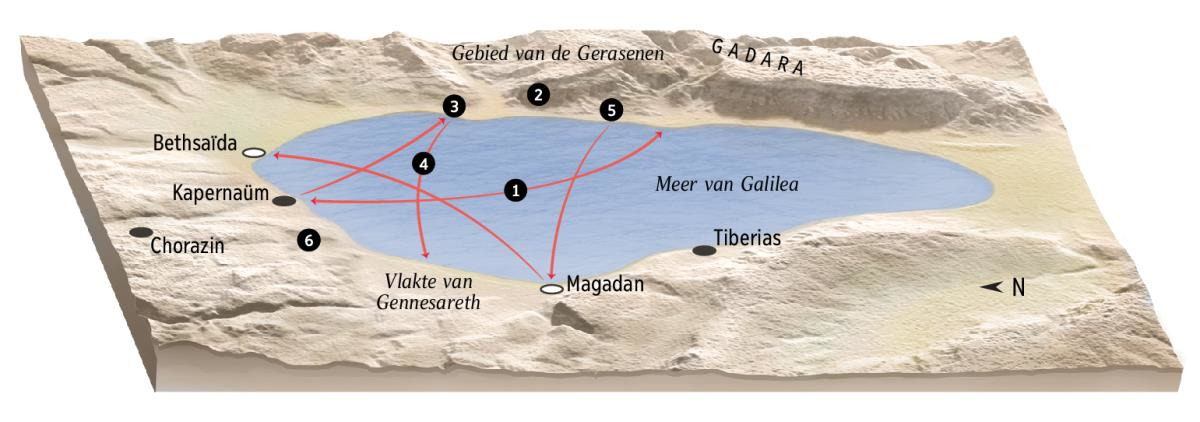 Gebied van de Gerasenen
GADARA
3
2
5
Bethsaïda
4
Kapernaüm
1
Meer van Galilea
Chorazin
6
Tiberias
Vlakte van
Gennesareth
Magadan
N